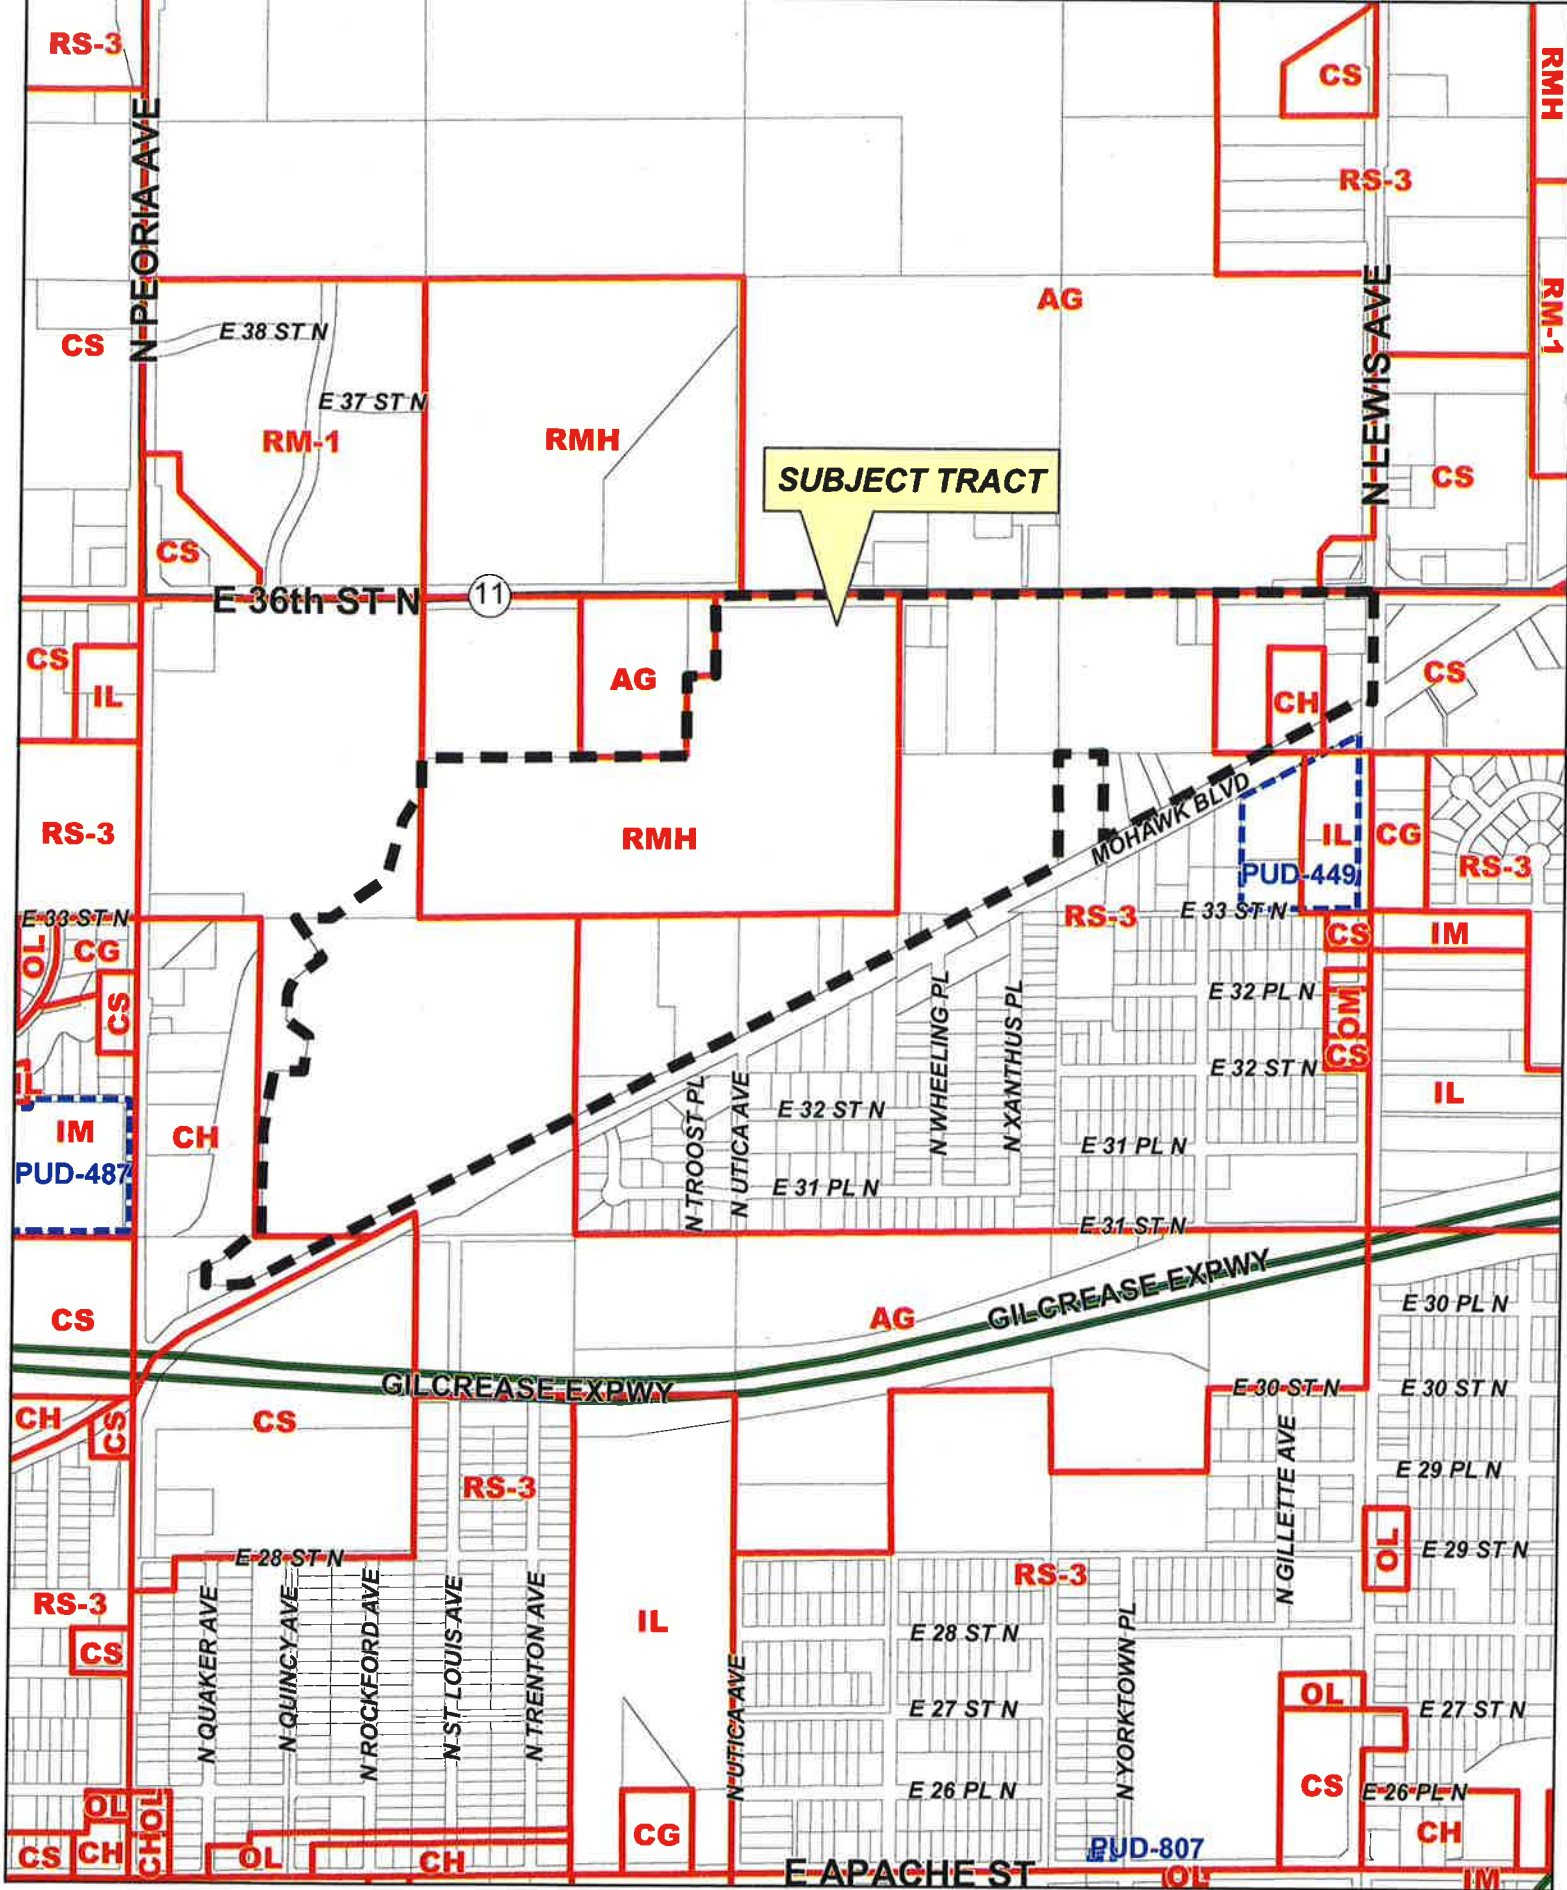 RS-3
CS
RMH
N PEORIA AVE
RS-3
AG
N LEWIS AVE
RM-1
E 38 ST N
CS
E 37 ST N
RM-1
RMH
SUBJECT TRACT
CS
CS
E 36th ST N
11
CS
IL
AG
CH
CS
RS-3
RMH
MOHAWK BLVD
IL
CG
PUD-449
RS-3
E 33 ST N
RS-3
E 33 ST N
OL
CG
CS
IM
CS
E 32 PL N
OM
N WHEELING PL
N XANTHUS PL
CS
E 32 ST N
IL
IL
N TROOST PL
N UTICA AVE
E 32 ST N
IM
CH
PUD-487
E 31 PL N
E 31 PL N
E 31 ST N
CS
AG
GILCREASE EXPWY
E 30 PL N
GILCREASE EXPWY
E 30 ST N
E 30 ST N
CH
CS
CS
N GILLETTE AVE
E 29 PL N
RS-3
OL
E 29 ST N
E 28 ST N
RS-3
RS-3
CS
N QUAKER AVE
N QUINCY AVE
N ROCKFORD AVE
N ST LOUIS AVE
N TRENTON AVE
IL
N UTICA AVE
E 28 ST N
N YORKTOWN PL
OL
E 27 ST N
E 27 ST N
CS
E 26 PL N
E 26 PL N
OL
CHOL
CS
CH
OL
CH
CG
CH
PUD-807
E APACHE ST
OL
IM